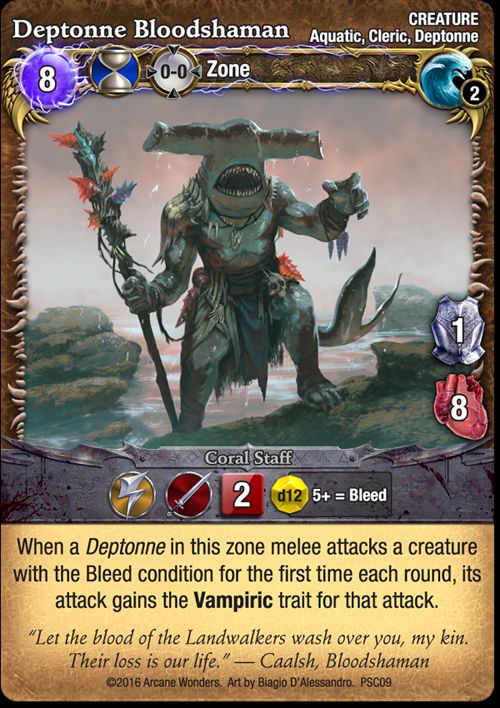 Deptonne Bloodshaman
CREATURE
Aquatic, Cleric, Deptonne
8
0-0
Zone
2
1
8
Coral Staff
2
d12
5+ = Bleed
When a Deptonne in this zone melee attacks a creature
with the Bleed condition for the first time each round, its
attack gains the Vampiric trait for that attack.
“Let the blood of the Landwalkers wash over you, my kin.
Their loss is our life.” — Caalsh, Bloodshaman
©2016 Arcane Wonders. Art by Biagio D'Alessandro. PSC09